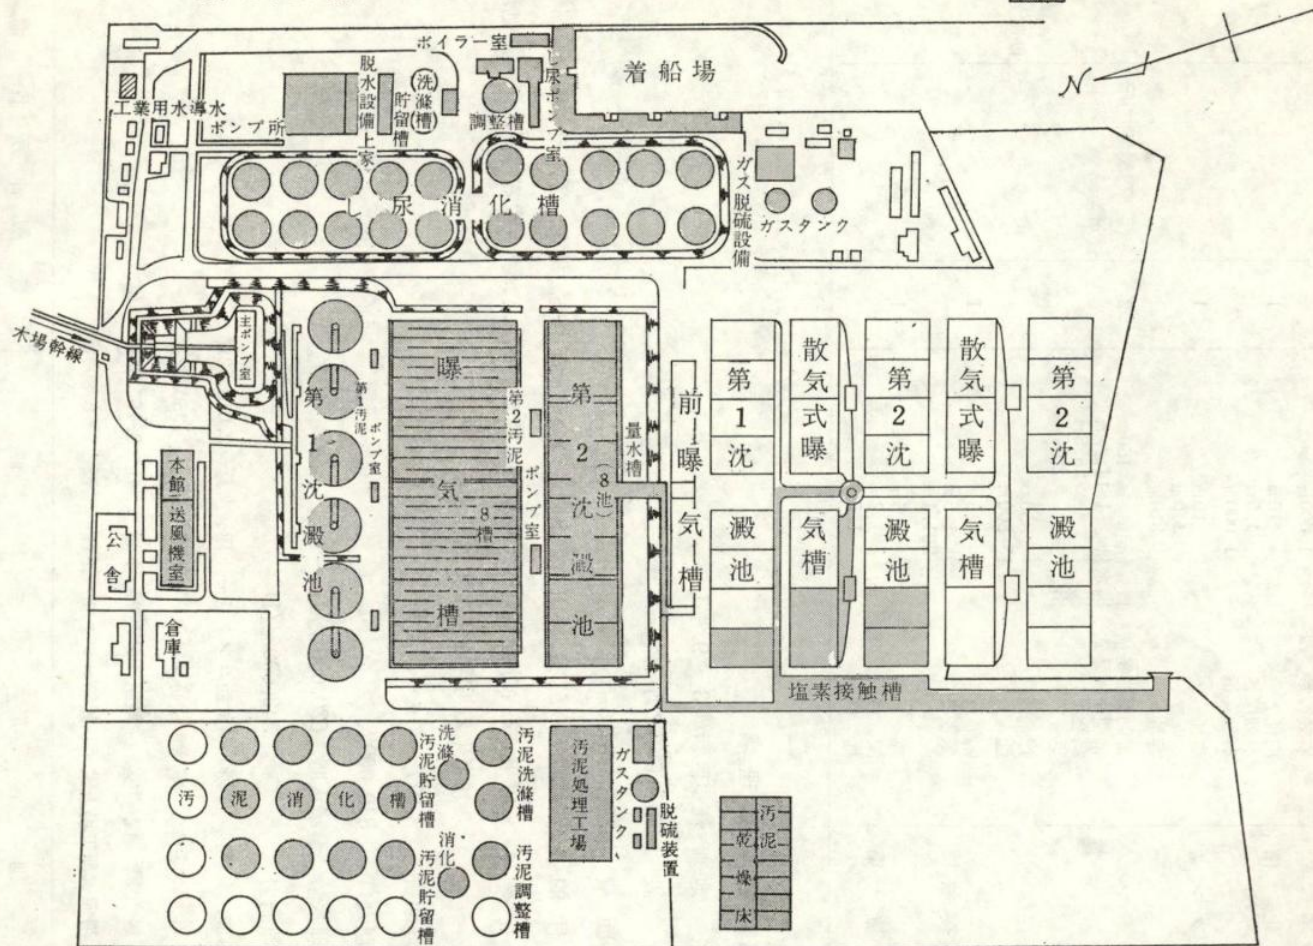 ボイラー室
し尿ポンプ室
着船場
N
脱水設備上家
(洗滌槽)
貯留槽
調整槽
工業用水導水
ポンプ所
し尿消化槽
ガス脱硫設備
ガスタンク
木場幹線
主ポンプ室
第1沈澱池
第1汚泥
ポンプ室
曝気槽
8槽
第2汚泥
ポンプ室
第2沈澱池
(8池)
量水槽
前曝気槽
第1沈澱池
散気式曝気槽
第2沈澱池
散気式曝気槽
第2沈澱池
本館
送風機室
公舎
倉庫
塩素接触槽
汚泥消化槽
洗滌
汚泥貯留槽
消化
汚泥貯留槽
汚泥洗滌槽
汚泥調整槽
汚泥処理工場
ガスタンク、
脱硫装置
汚泥
乾燥床